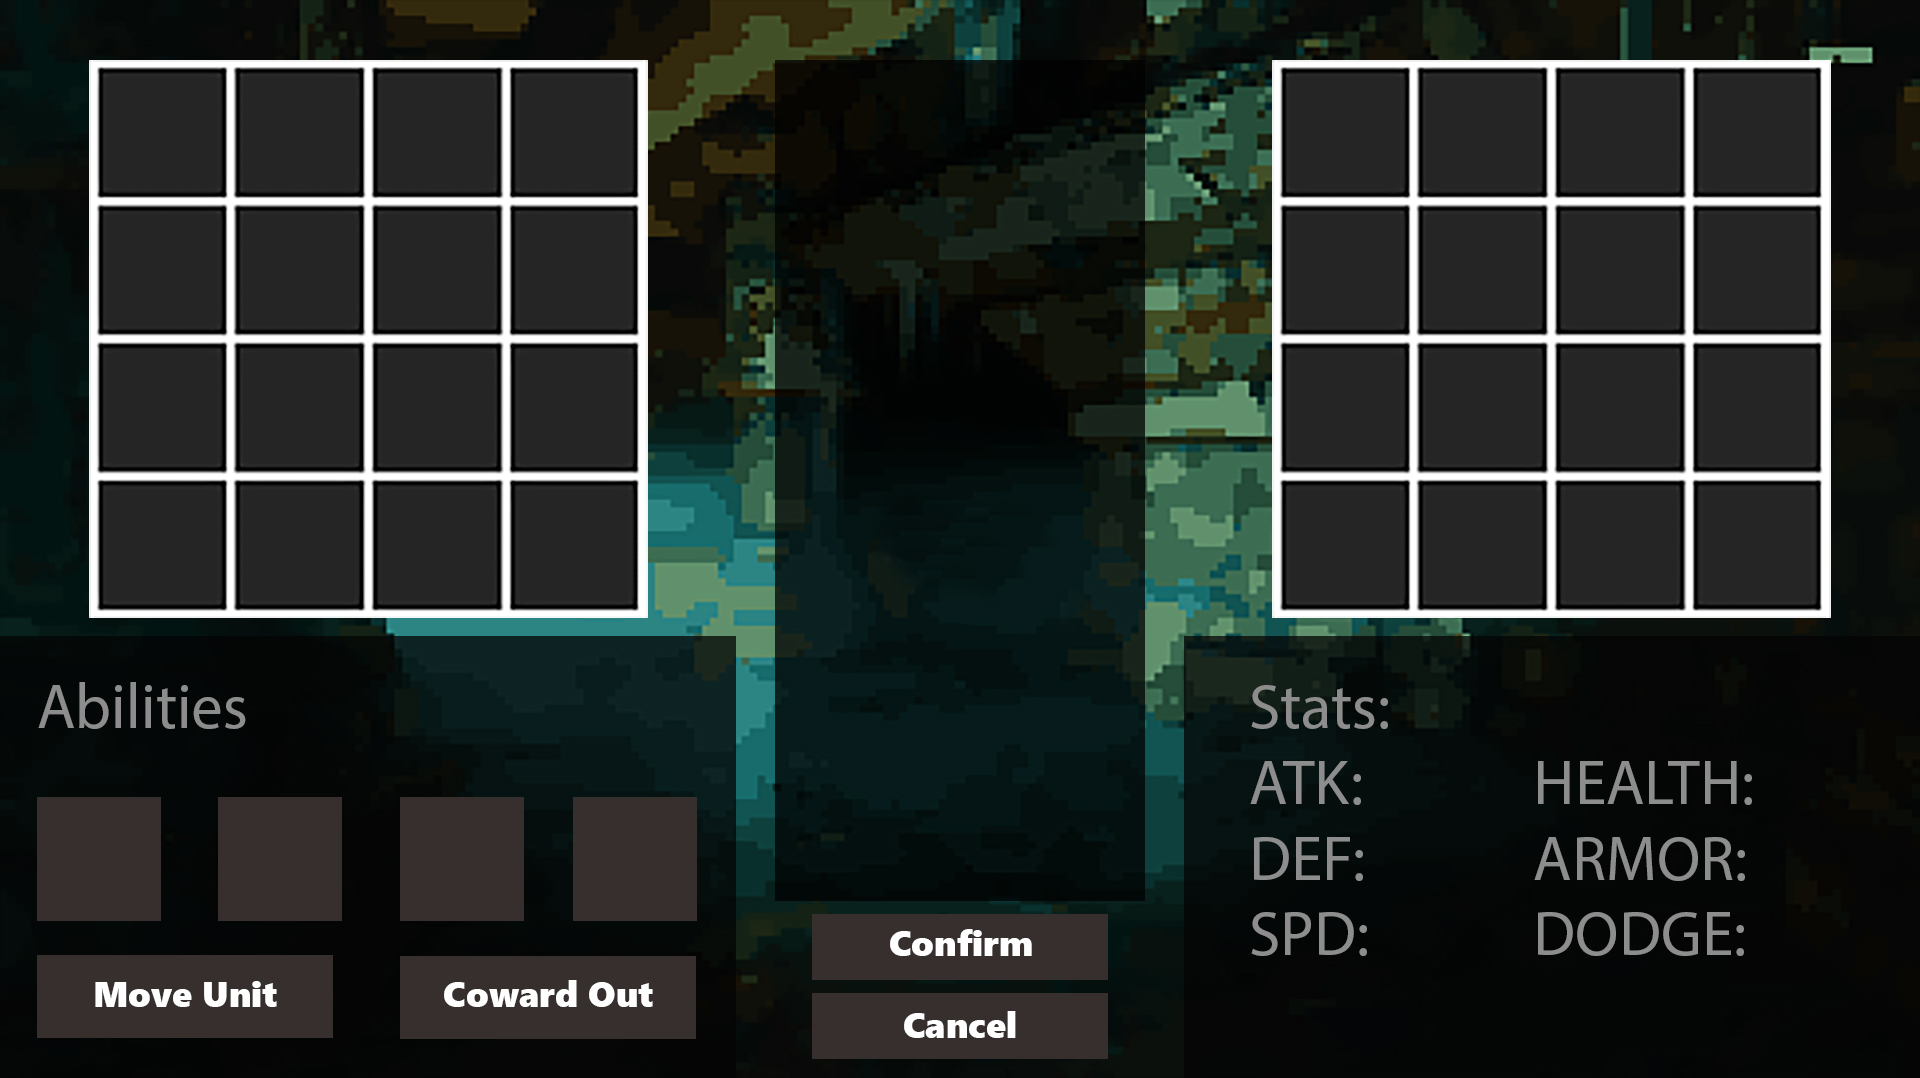 Abilities
Move Unit
Coward Out
Confirm
Cancel
Stats:
ATK:
HEALTH:
DEF:
ARMOR:
SPD:
DODGE: